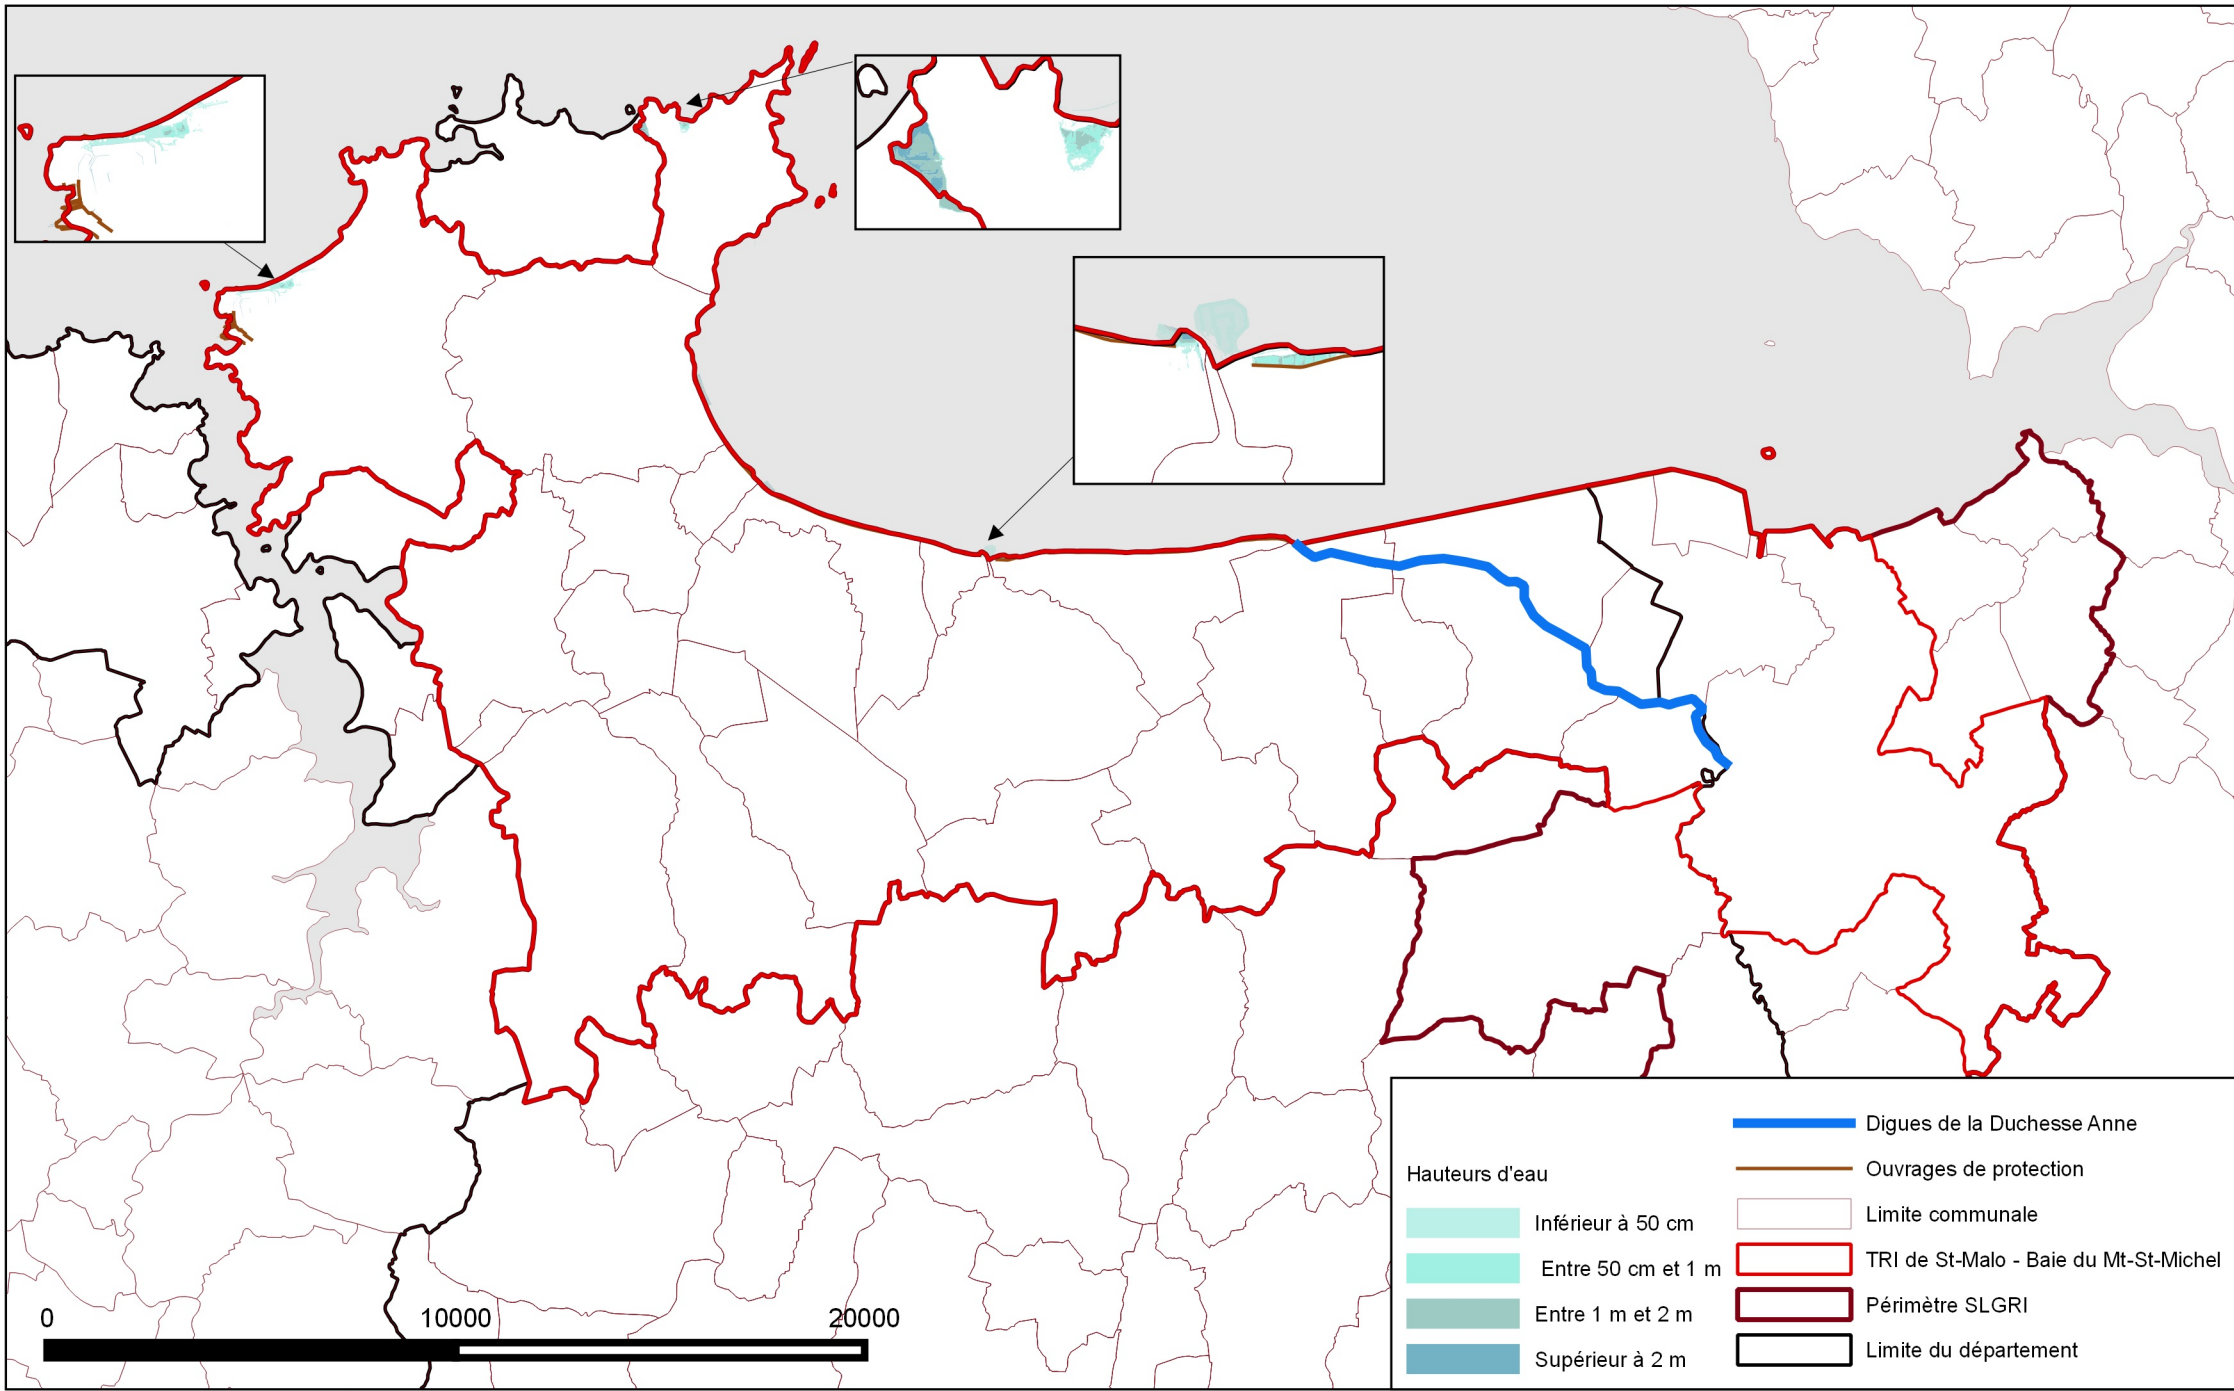 0 10000 20000
Hauteurs d'eau
Inférieur à 50 cm
Entre 50 cm et 1 m
Entre 1 m et 2 m
Supérieur à 2 m
Digues de la Duchesse Anne
Ouvrages de protection
Limite communale
TRI de St-Malo - Baie du Mt-St-Michel
Périmètre SLGRI
Limite du département